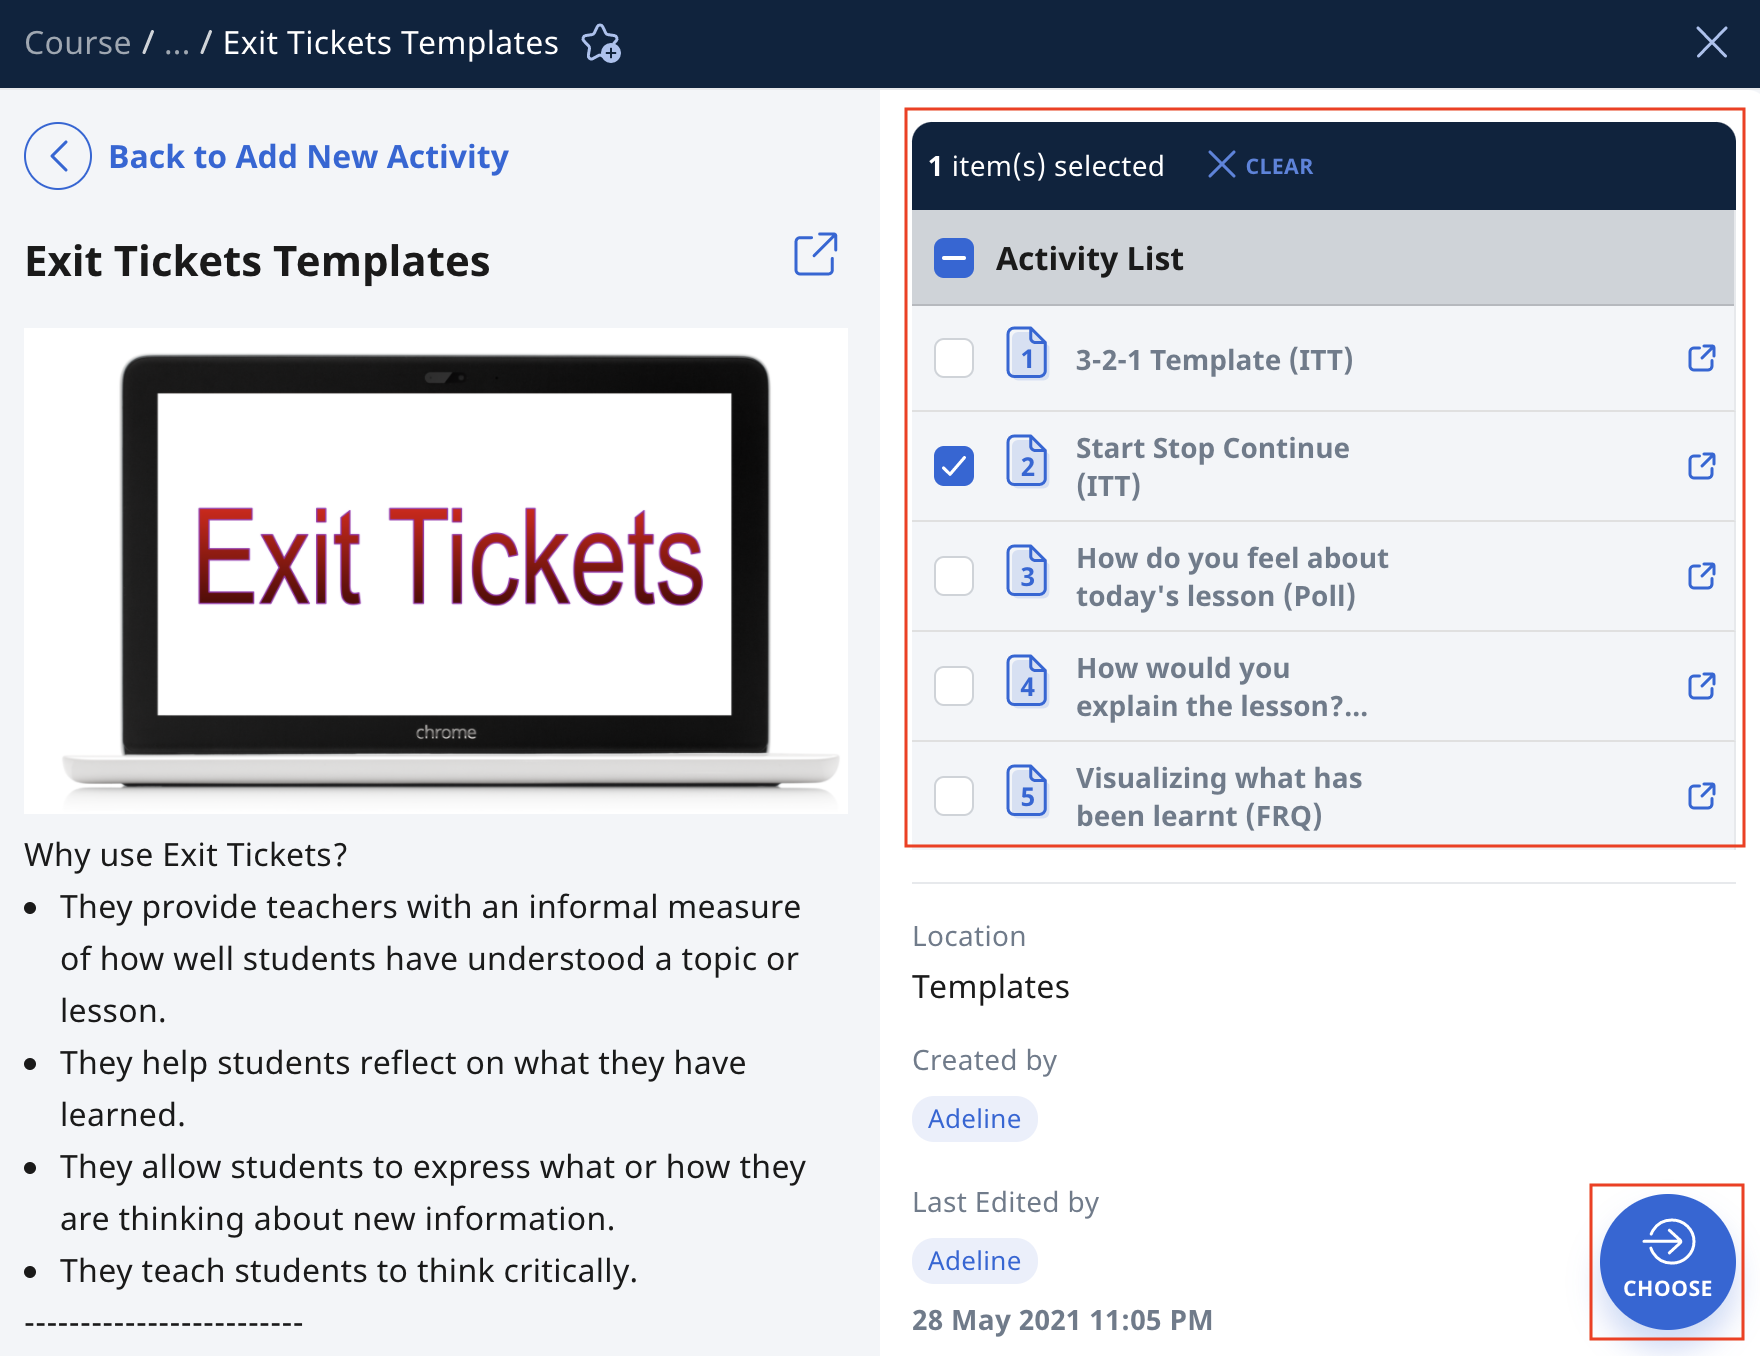 Course / ... / Exit Tickets Templates
Back to Add New Activity
Exit Tickets Templates
Exit Tickets
chrome
Why use Exit Tickets?
They provide teachers with an informal measure
of how well students have understood a topic or
lesson.
They help students reflect on what they have
learned.
They allow students to express what or how they
are thinking about new information.
They teach students to think critically.
-------------------------
1 item(s) selected
CLEAR
Activity List
1 3-2-1 Template (ITT)
2 Start Stop Continue
(ITT)
3 How do you feel about
today's lesson (Poll)
4 How would you
explain the lesson?...
5 Visualizing what has
been learnt (FRQ)
Location
Templates
Created by
Adeline
Last Edited by
Adeline
28 May 2021 11:05 PM
CHOOSE